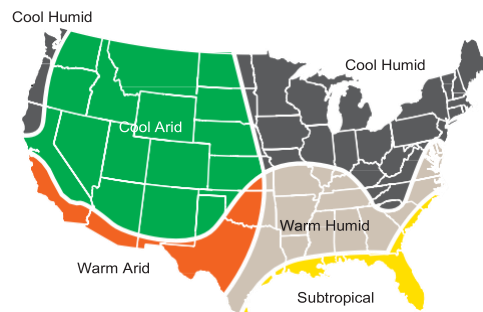 Cool Humid
Cool Humid
Cool Arid
Warm Humid
Warm Arid
Subtropical